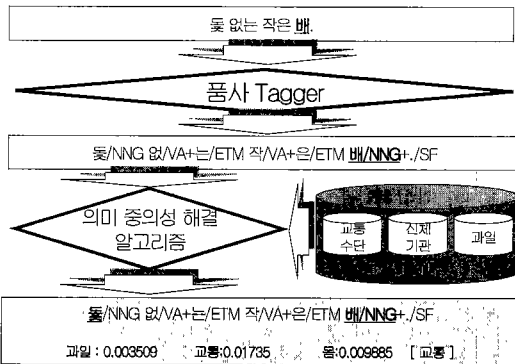 돛 없는 작은 배.
품사 Tagger
돛/NNG 없/VA+는/ETM 작/VA+은/ETM 배/NNG+./SF
의미 중의성 해결
알고리즘
교통
수단
신체
기관
과일
돛/NNG 없/VA+는/ETM 작/VA+은/ETM 배/NNG+./SF
과일 : 0.003509 교통:0.01735 몸:0.009885 [ 교통 ]